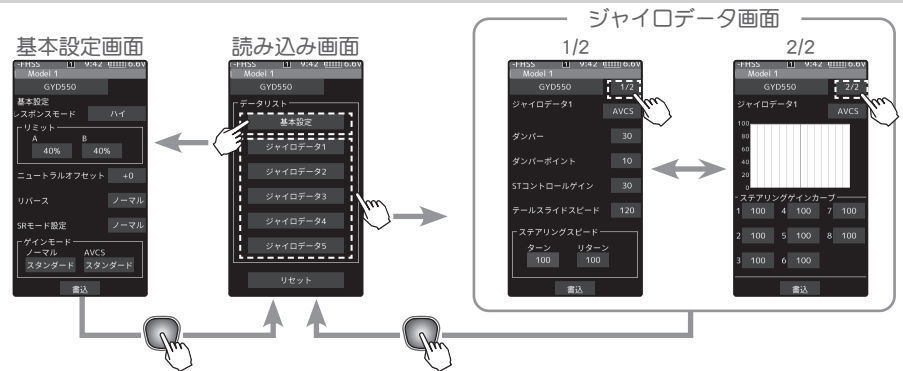 ジャイロデータ画面
基本設定画面
読み込み画面
1/2
2/2
-FHSS 1 9:42 6.6V
Model 1
GYD550
基本設定
レスポンスモード ハイ
リミット
A B
40% 40%
ニュートラルオフセット +0
リバース ノーマル
SRモード設定 ノーマル
ゲインモード
ノーマル AVCS
スタンダード スタンダード
書込
-FHSS 1 9:42 6.6V
Model 1
GYD550
データリスト
基本設定
ジャイロデータ1
ジャイロデータ2
ジャイロデータ3
ジャイロデータ4
ジャイロデータ5
リセット
-FHSS 1 9:42 6.6V
Model 1
GYD550 1/2
ジャイロデータ1
AVCS
ダンパー 30
ダンパーポイント 10
STコントロールゲイン 30
テールスライドスピード 120
ステアリングスピード
ターン リターン
100 100
書込
-FHSS 1 9:42 6.6V
Model 1
GYD550 2/2
ジャイロデータ1
AVCS
100
80
60
40
20
0
ステアリングゲインカーブ
1 100 4 100 7 100
2 100 5 100 8 100
3 100 6 100
書込